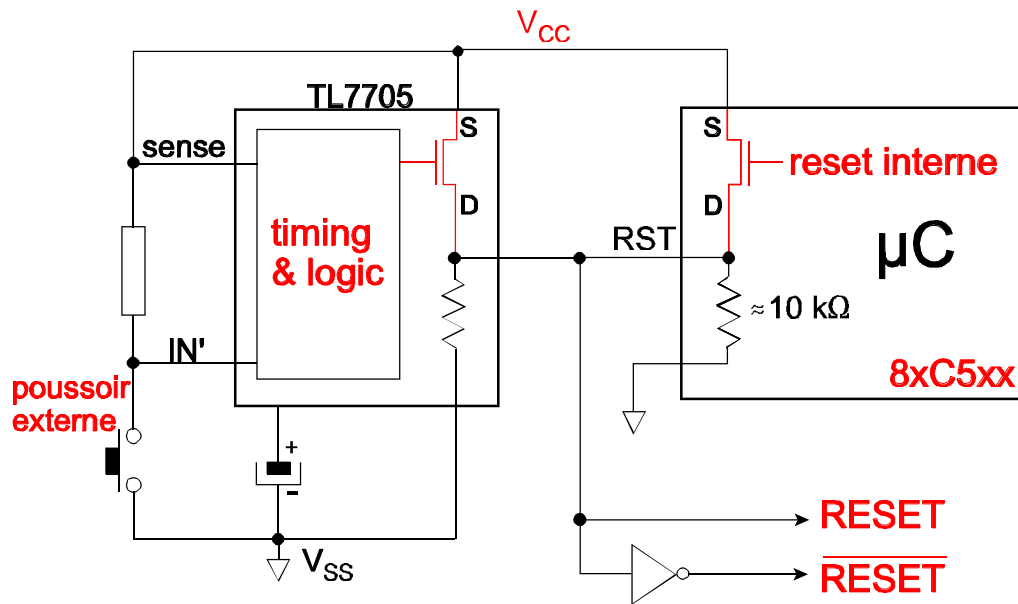 VCC
TL7705
S
S
sense
reset interne
D
D
timing
& logic
RST
µC
≈10 kΩ
IN'
poussoir
externe
8xC5xx
+
-
RESET
VSS
RESET